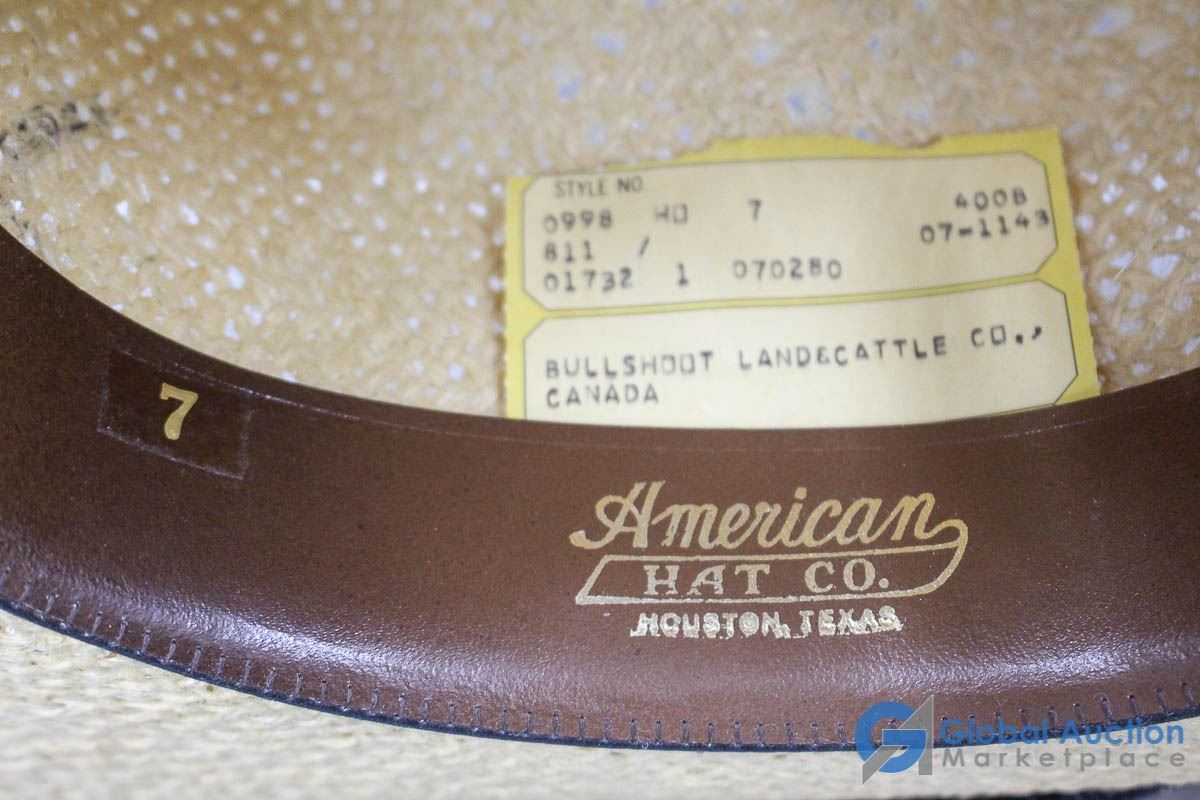 STYLE NO.
0998 HO 7 400B
811 / 07-1143
01732 1 070280
BULLSHOOT LAND&CATTLE CO.,
CANADA
7
American
HAT CO.
HOUSTON, TEXAS
Global Auction
Marketplace